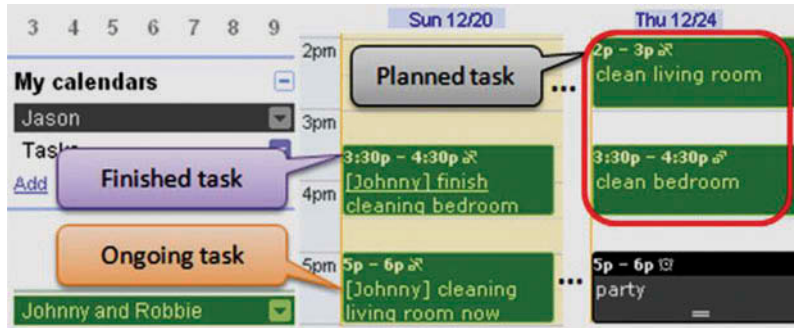 Sun 12/20
Thu 12/24
3 4 5 6 7 8 9
2pm
Planned task
...
2p – 3p
clean living room
My calendars
Jason
3pm
Tasks
Add
Finished task
3:30p – 4:30p
[Johnny] finish
cleaning bedroom
3:30p – 4:30p
clean bedroom
4pm
Ongoing task
5pm
5p – 6p
[Johnny] cleaning
living room now
...
5p – 6p
party
Johnny and Robbie